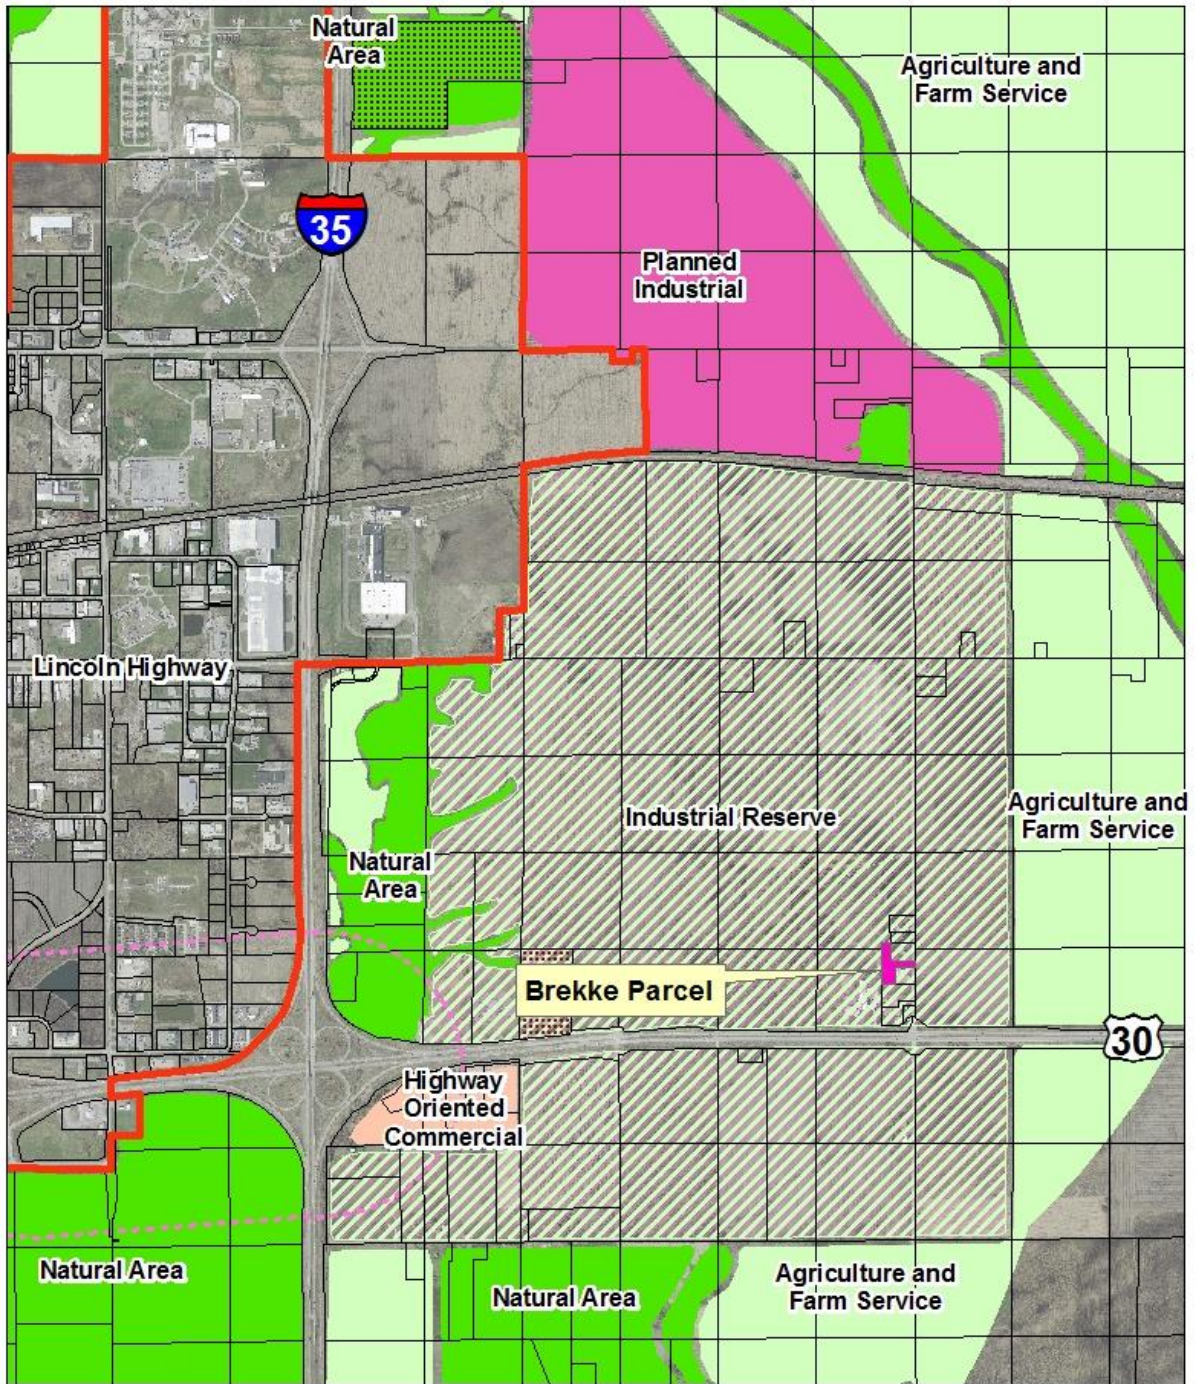 Natural
Area
Agriculture and
Farm Service
35
Planned
Industrial
Lincoln Highway
Industrial Reserve
Agriculture and
Farm Service
Natural
Area
Brekke Parcel
30
Highway
Oriented
Commercial
Natural Area
Natural Area
Agriculture and
Farm Service